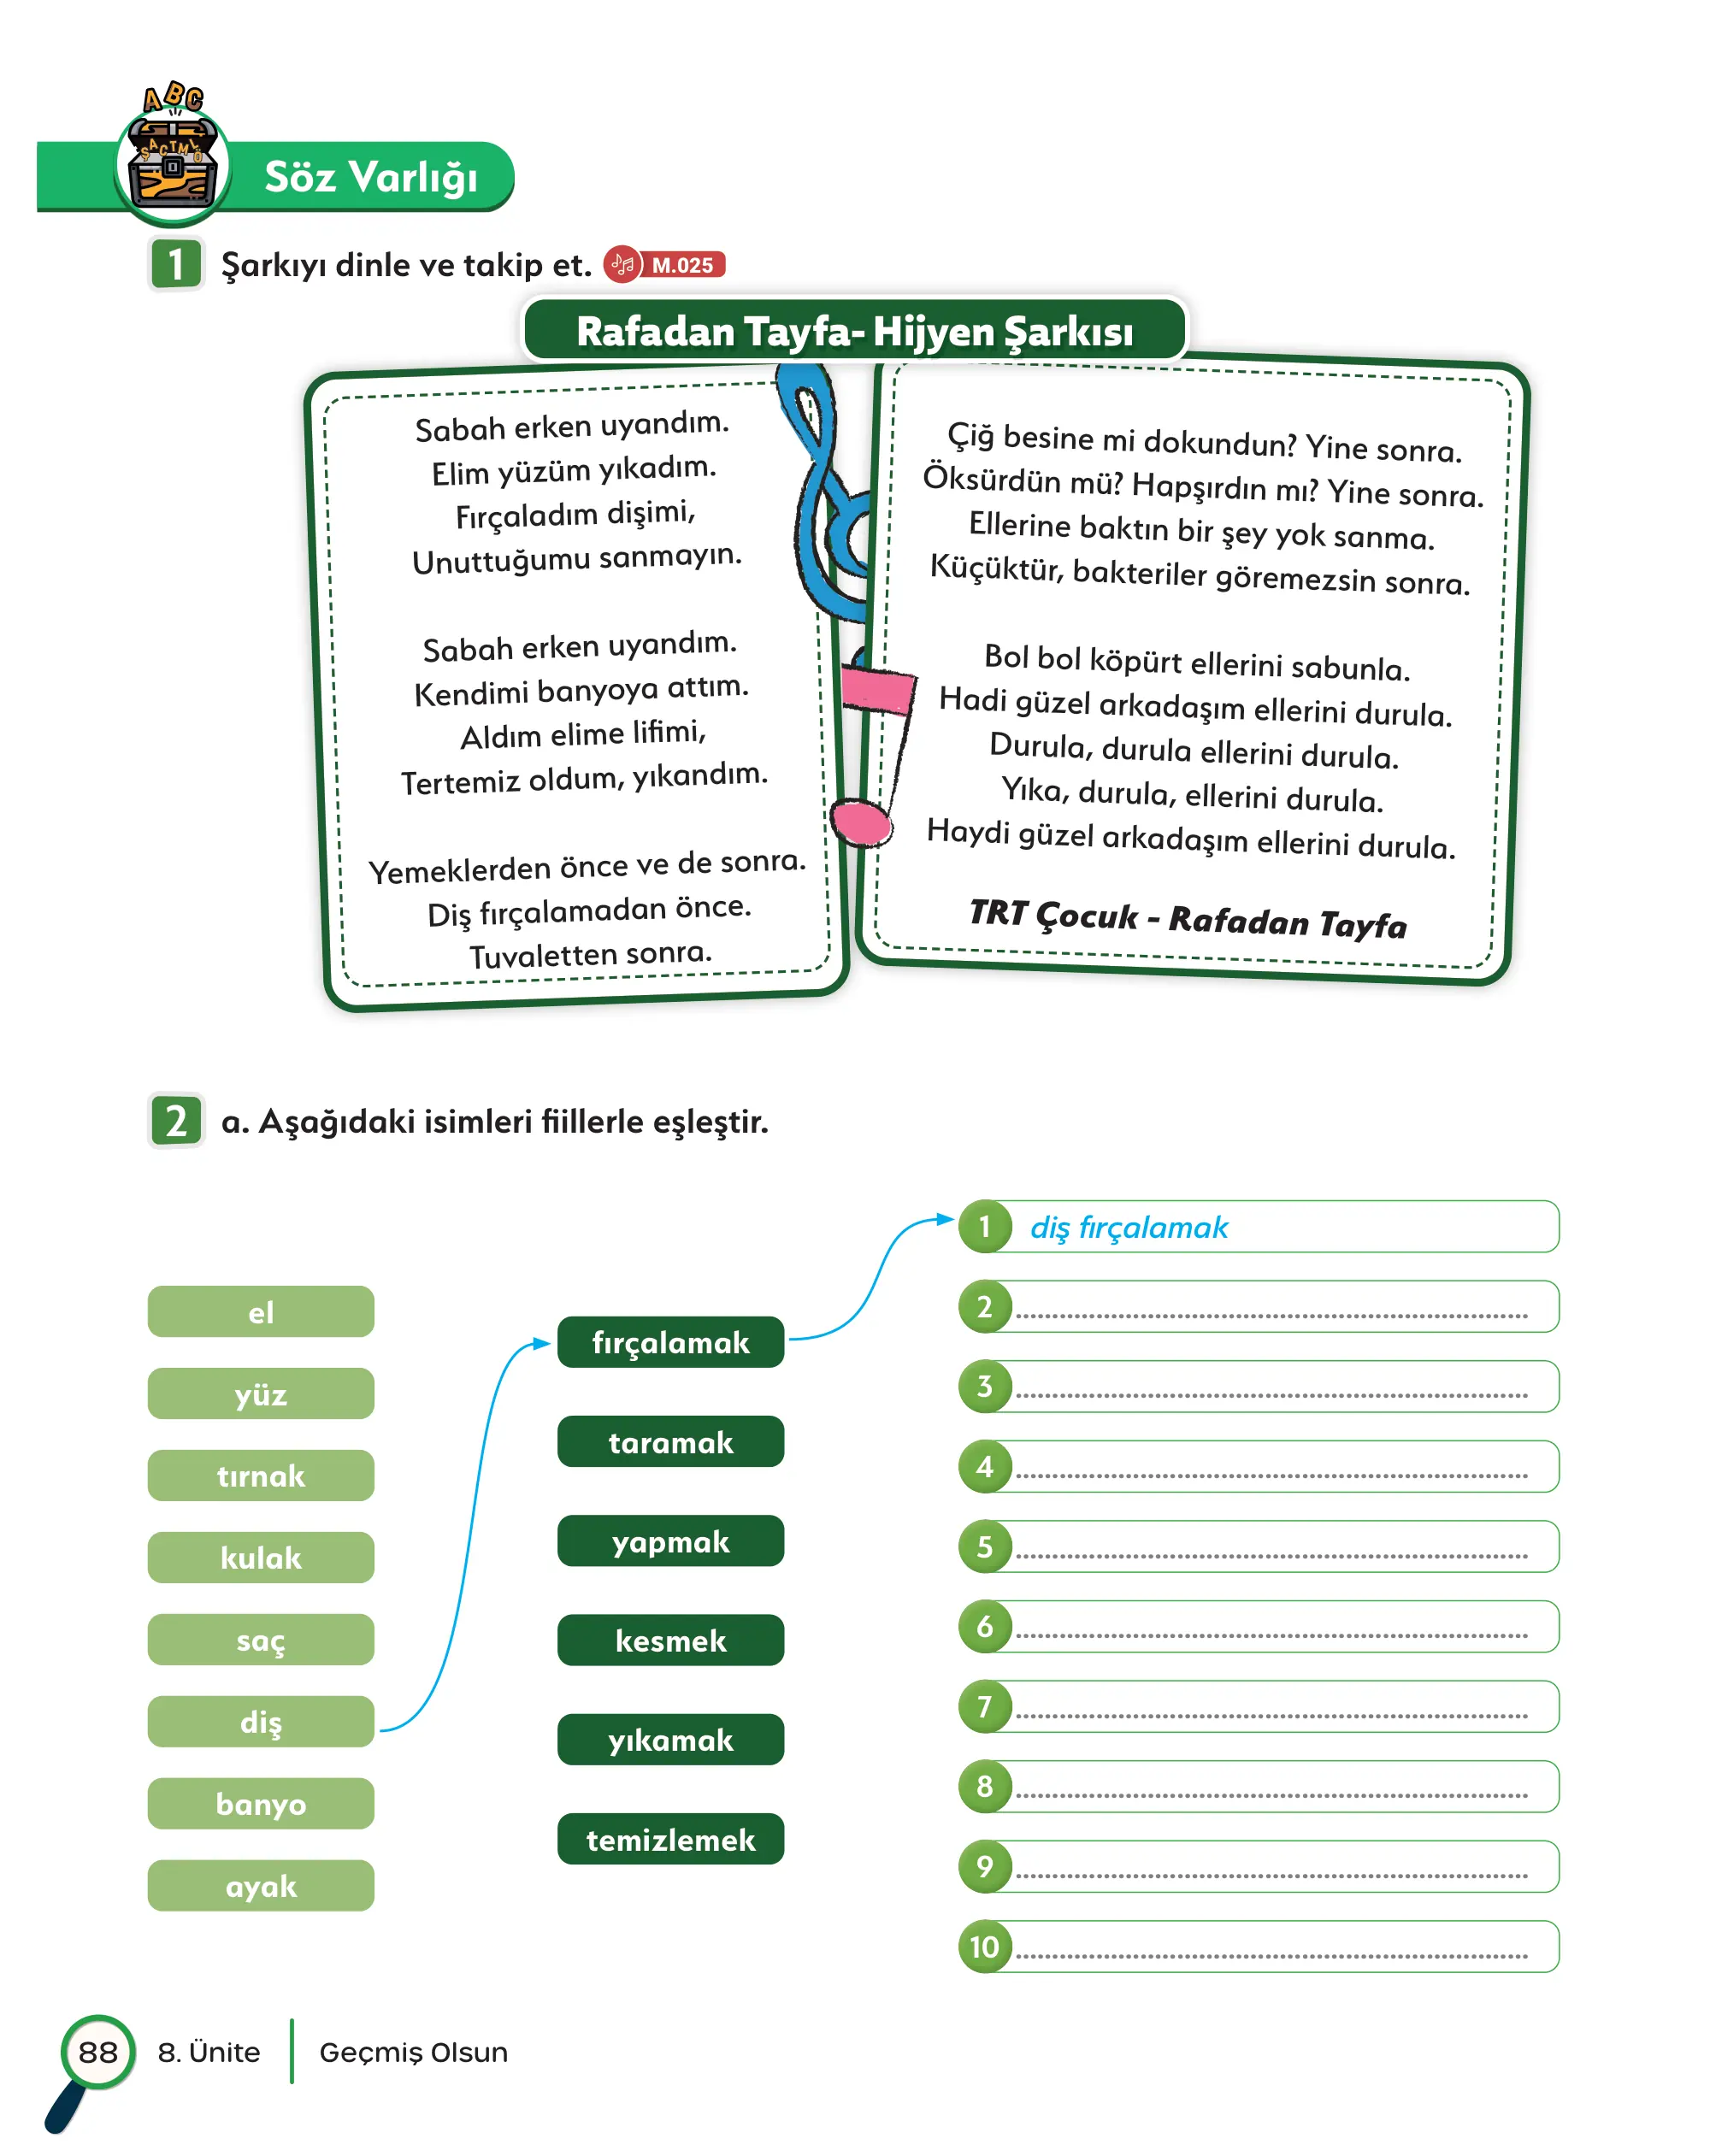 ABC
ŞACTMLÖ
Söz Varlığı
1 Şarkıyı dinle ve takip et. M.025
Rafadan Tayfa- Hijyen Şarkısı
Sabah erken uyandım.
Elim yüzüm yıkadım.
Fırçaladım dişimi,
Unuttuğumu sanmayın.
Sabah erken uyandım.
Kendimi banyoya attım.
Aldım elime lifimi,
Tertemiz oldum, yıkandım.
Yemeklerden önce ve de sonra.
Diş fırçalamadan önce.
Tuvaletten sonra.
Çiğ besine mi dokundun? Yine sonra.
Öksürdün mü? Hapşırdın mı? Yine sonra.
Ellerine baktın bir şey yok sanma.
Küçüktür, bakteriler göremezsin sonra.
Bol bol köpürt ellerini sabunla.
Hadi güzel arkadaşım ellerini durula.
Durula, durula ellerini durula.
Yıka, durula, ellerini durula.
Haydi güzel arkadaşım ellerini durula.
TRT Çocuk - Rafadan Tayfa
2 a. Aşağıdaki isimleri fiillerle eşleştir.
el
yüz
tırnak
kulak
saç
diş
banyo
ayak
fırçalamak
taramak
yapmak
kesmek
yıkamak
temizlemek
1 diş fırçalamak
2
3
4
5
6
7
8
9
10
88 8. Ünite Geçmiş Olsun